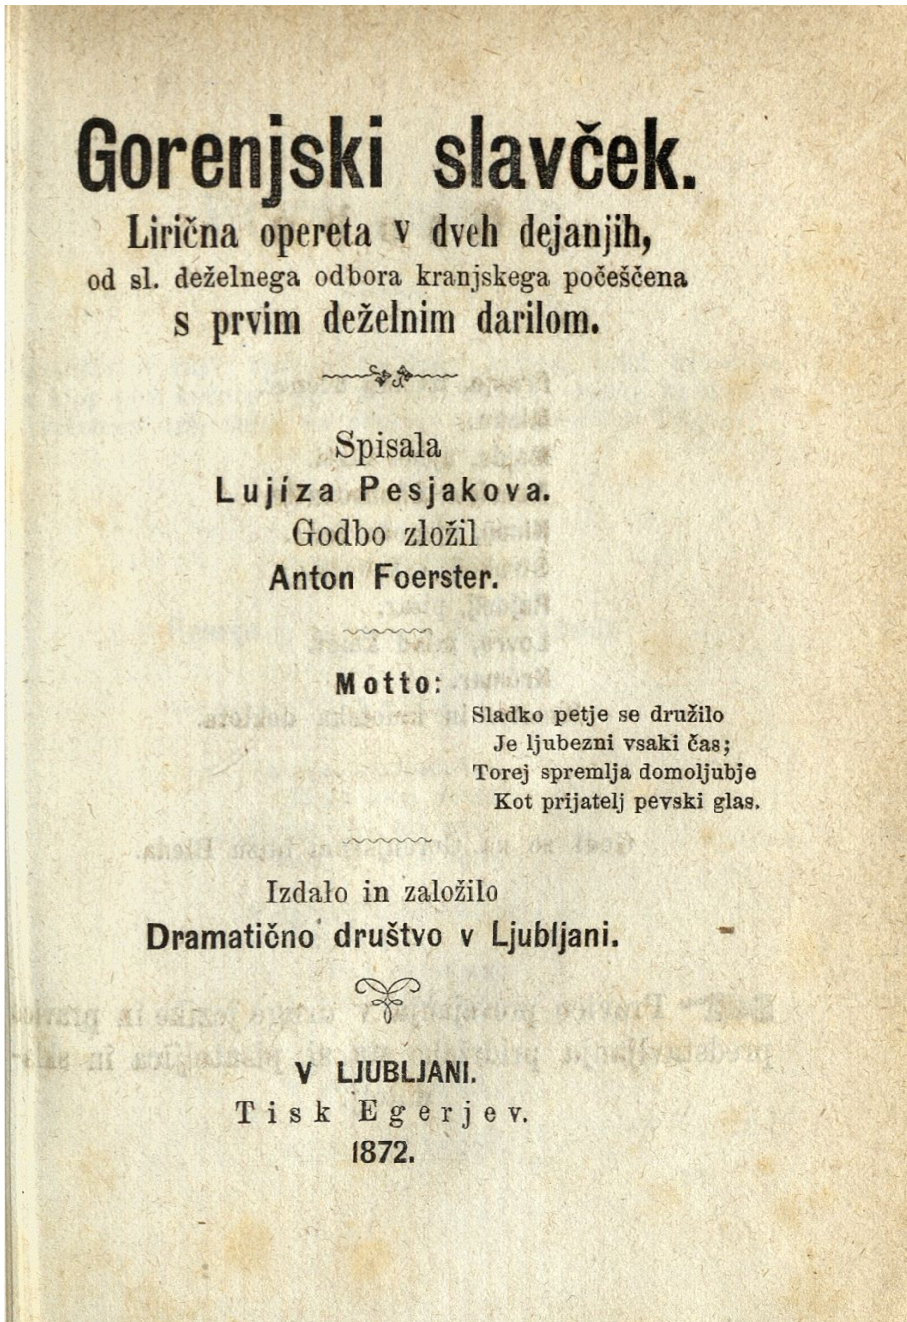 Gorenjski slavček.
Lirična opereta v dveh dejanjih,
od sl. deželnega odbora kranjskega počeščena
s prvim deželnim darilom.
Spisala
Lujíza Pesjakova.
Godbo zložil
Anton Foerster.
Motto:
Sladko petje se družilo
Je ljubezni vsaki čas;
Torej spremlja domoljubje
Kot prijatelj pevski glas.
Izdalo in založilo
Dramatično društvo v Ljubljani.
V LJUBLJANI.
Tisk Egerjev.
1872.